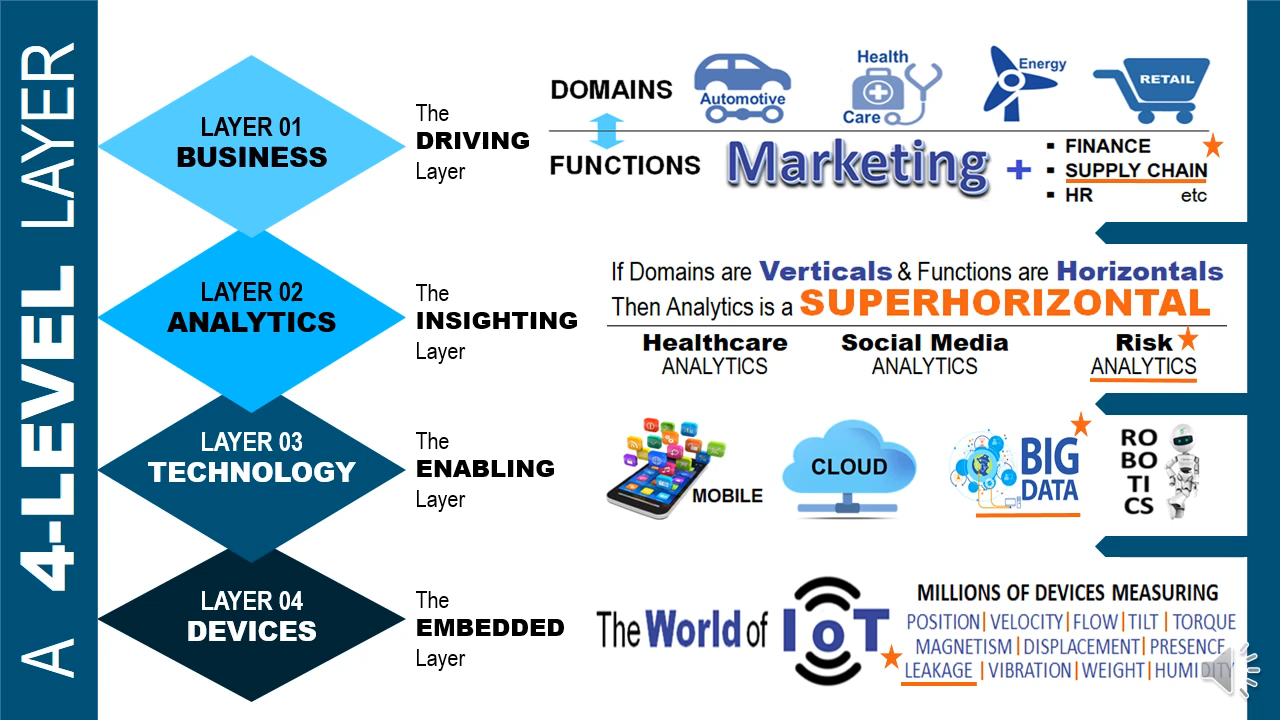 A 4-LEVEL LAYER
LAYER 01
BUSINESS
The
DRIVING
Layer
DOMAINS
FUNCTIONS
Automotive
Health
Care
Energy
RETAIL
Marketing
+
▪ FINANCE
▪ SUPPLY CHAIN
▪ HR etc
LAYER 02
ANALYTICS
The
INSIGHTING
Layer
If Domains are Verticals & Functions are Horizontals
Then Analytics is a SUPERHORIZONTAL
Healthcare
ANALYTICS
Social Media
ANALYTICS
Risk
ANALYTICS
LAYER 03
TECHNOLOGY
The
ENABLING
Layer
MOBILE
CLOUD
BIG
DATA
RO
BO
TI
CS
LAYER 04
DEVICES
The
EMBEDDED
Layer
The World of IoT
MILLIONS OF DEVICES MEASURING
POSITION|VELOCITY|FLOW|TILT|TORQUE
MAGNETISM|DISPLACEMENT|PRESENCE
LEAKAGE|VIBRATION|WEIGHT|HUMIDITY